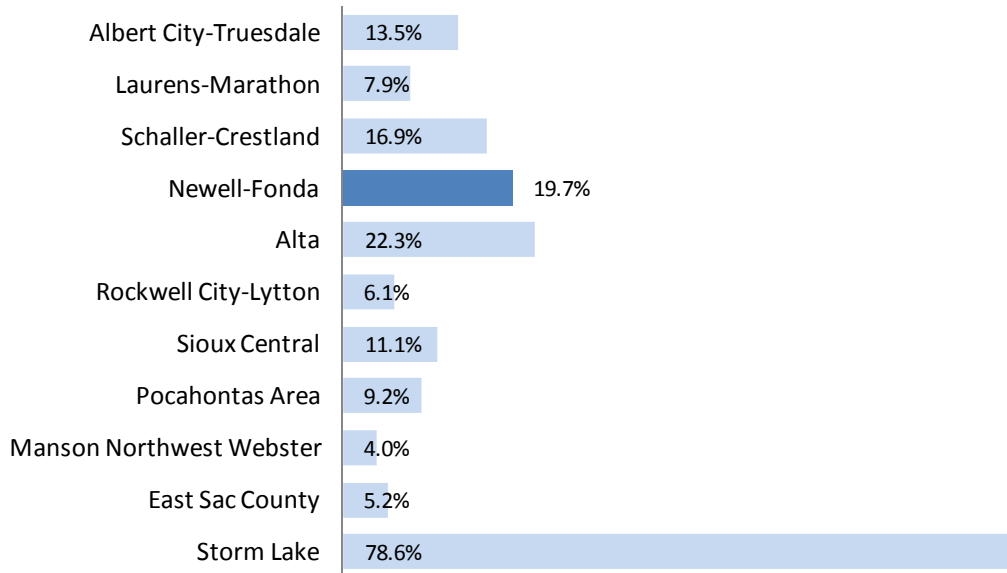 Albert City-Truesdale 13.5%
Laurens-Marathon 7.9%
Schaller-Crestland 16.9%
Newell-Fonda 19.7%
Alta 22.3%
Rockwell City-Lytton 6.1%
Sioux Central 11.1%
Pocahontas Area 9.2%
Manson Northwest Webster 4.0%
East Sac County 5.2%
Storm Lake 78.6%